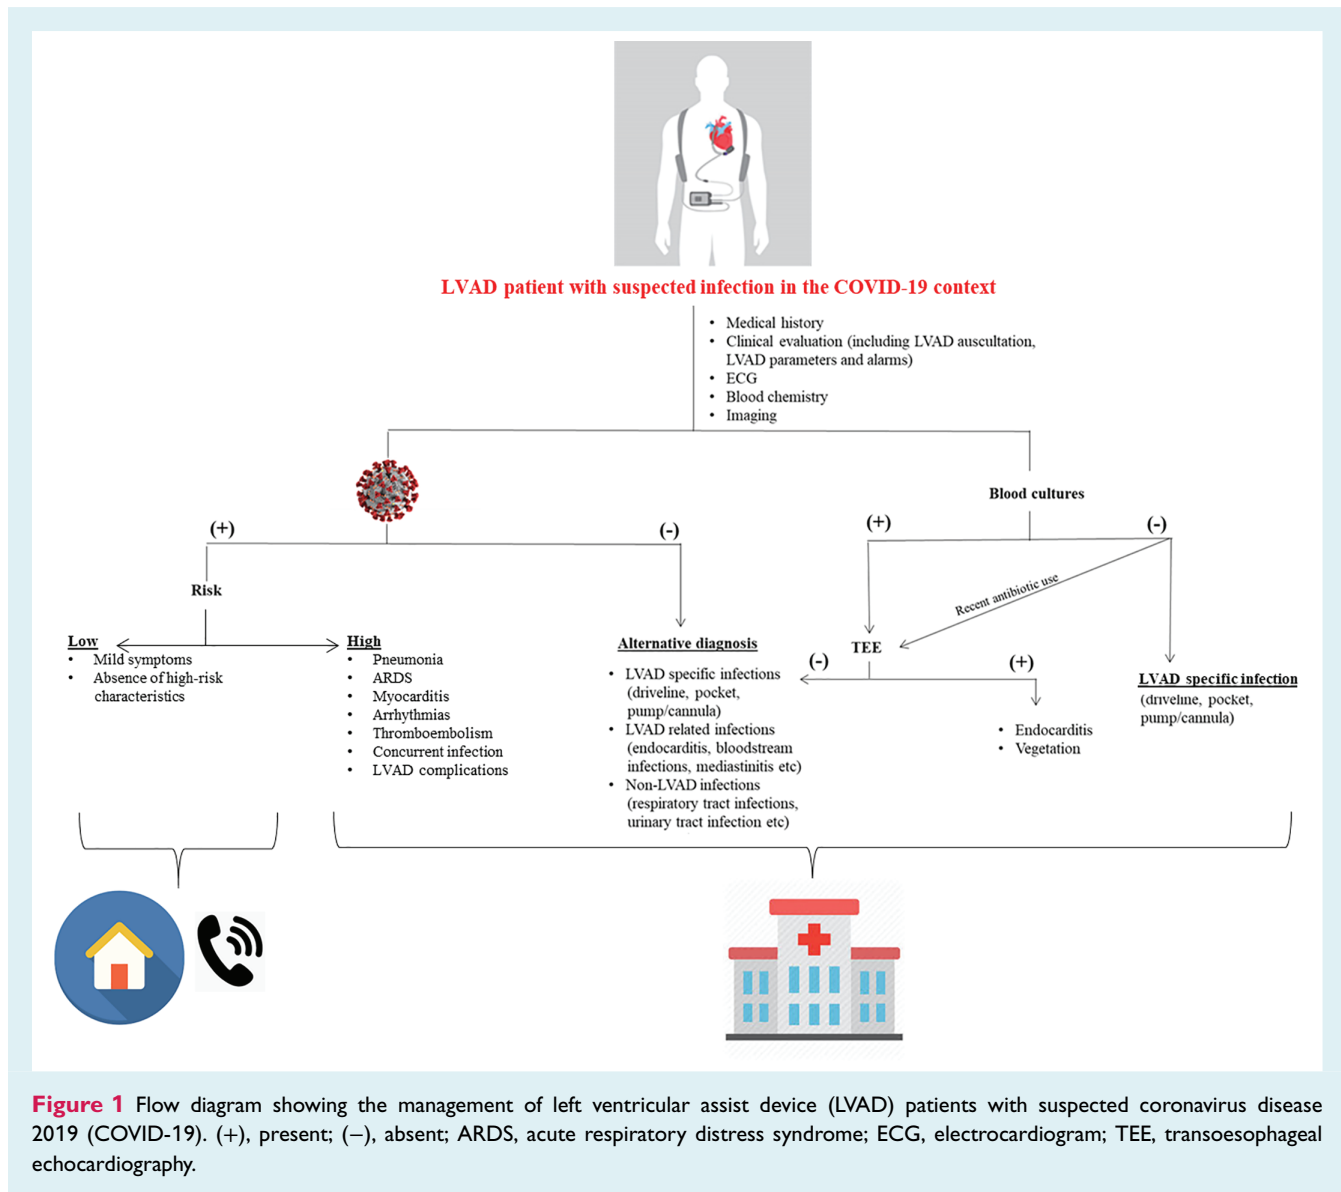 LVAD patient with suspected infection in the COVID-19 context
• Medical history
• Clinical evaluation (including LVAD auscultation,
LVAD parameters and alarms)
• ECG
• Blood chemistry
• Imaging
(+)
(-)
Risk
Low
• Mild symptoms
• Absence of high-risk
characteristics
High
• Pneumonia
• ARDS
• Myocarditis
• Arrhythmias
• Thromboembolism
• Concurrent infection
• LVAD complications
Alternative diagnosis
• LVAD specific infections
(driveline, pocket,
pump/cannula)
• LVAD related infections
(endocarditis, bloodstream
infections, mediastinitis etc)
• Non-LVAD infections
(respiratory tract infections,
urinary tract infection etc)
Blood cultures
(+)
(-)
Recent antibiotic use
TEE
(-)
(+)
• Endocarditis
• Vegetation
LVAD specific infection
(driveline, pocket,
pump/cannula)
Figure 1 Flow diagram showing the management of left ventricular assist device (LVAD) patients with suspected coronavirus disease
2019 (COVID-19). (+), present; (−), absent; ARDS, acute respiratory distress syndrome; ECG, electrocardiogram; TEE, transoesophageal
echocardiography.